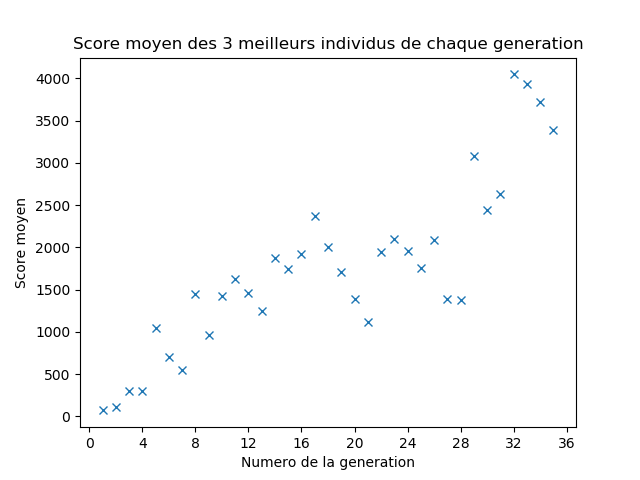 Score moyen des 3 meilleurs individus de chaque generation
4000
3500
3000
2500
2000
1500
1000
500
0
Score moyen
0 4 8 12 16 20 24 28 32 36
Numero de la generation